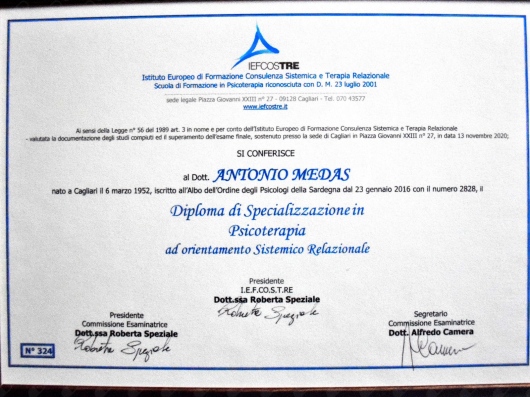 IEFCOSTRE
Istituto Europeo di Formazione Consulenza Sistemica e Terapia Relazionale
Scuola di Formazione in Psicoterapia riconosciuta con D. M. 23 luglio 2001
sede legale Piazza Giovanni XXIII n° 27 - 09128 Cagliari - Tel. 070 43577
www.iefcostre.it
Ai sensi della Legge n° 56 del 1989 art. 3 in nome e per conto dell'Istituto Europeo di Formazione Consulenza Sistemica e Terapia Relazionale
- valutata la documentazione degli studi compiuti ed il superamento dell'esame finale, sostenuto presso la sede di Cagliari in Piazza Giovanni XXIII n° 27, in data 13 novembre 2020;
SI CONFERISCE
al Dott. ANTONIO MEDAS
nato a Cagliari il 6 marzo 1952, iscritto all'Albo dell'Ordine degli Psicologi della Sardegna dal 23 gennaio 2016 con il numero 2828, il
Diploma di Specializzazione in
Psicoterapia
ad orientamento Sistemico Relazionale
Presidente
I.E.F.CO.S.T.RE
Dott.ssa Roberta Speziale
Roberta Speziale
Presidente
Commissione Esaminatrice
Dott.ssa Roberta Speziale
Roberta Speziale
Segretario
Commissione Esaminatrice
Dott. Alfredo Camera
N° 324